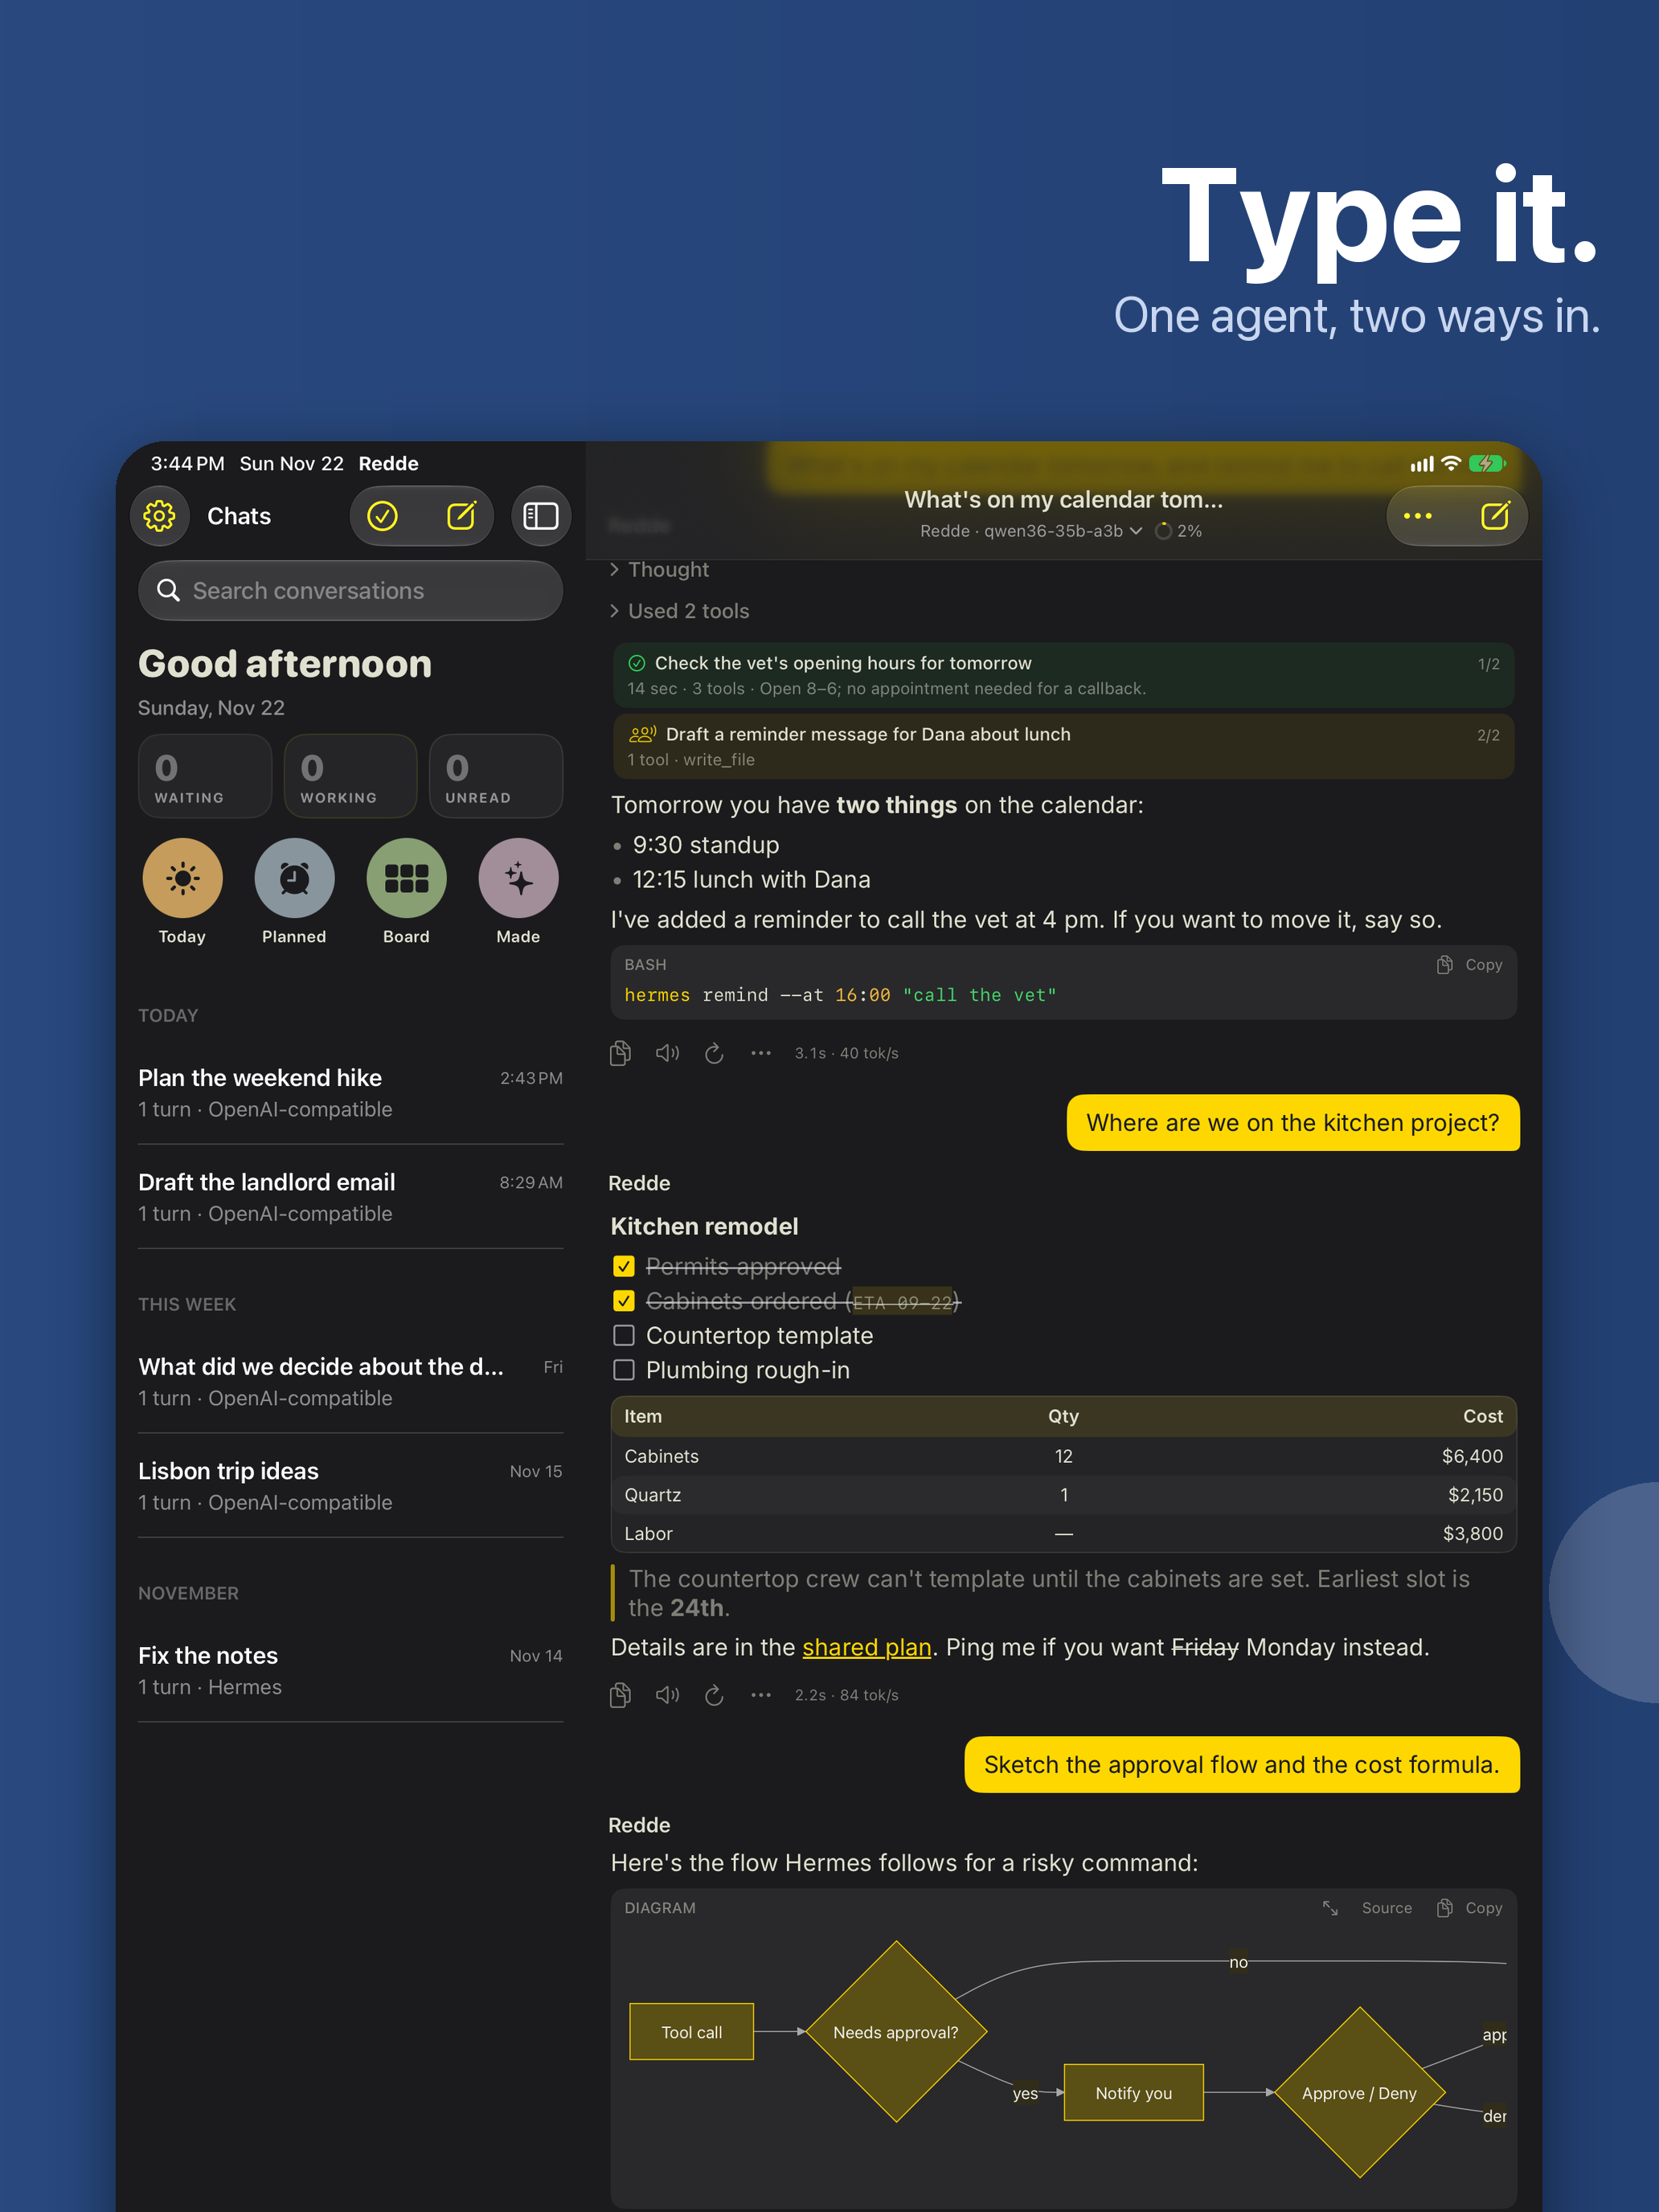 Type it.
One agent, two ways in.
3:44 PM Sun Nov 22 Redde
Chats
Search conversations
Good afternoon
Sunday, Nov 22
0 0 0
WAITING WORKING UNREAD
Today Planned Board Made
TODAY
Plan the weekend hike 2:43 PM
1 turn · OpenAI-compatible
Draft the landlord email 8:29 AM
1 turn · OpenAI-compatible
THIS WEEK
What did we decide about the d... Fri
1 turn · OpenAI-compatible
Lisbon trip ideas Nov 15
1 turn · OpenAI-compatible
NOVEMBER
Fix the notes Nov 14
1 turn · Hermes
What's on my calendar tom...
Redde · qwen36-35b-a3b 2%
Redde
Thought
Used 2 tools
Check the vet's opening hours for tomorrow 1/2
14 sec · 3 tools · Open 8–6; no appointment needed for a callback.
Draft a reminder message for Dana about lunch 2/2
1 tool · write_file
Tomorrow you have two things on the calendar:
• 9:30 standup
• 12:15 lunch with Dana
I've added a reminder to call the vet at 4 pm. If you want to move it, say so.
BASH Copy
hermes remind --at 16:00 "call the vet"
3.1s · 40 tok/s
Where are we on the kitchen project?
Redde
Kitchen remodel
Permits approved
Cabinets ordered (ETA 09-22)
Countertop template
Plumbing rough-in
Item Qty Cost
Cabinets 12 $6,400
Quartz 1 $2,150
Labor — $3,800
The countertop crew can't template until the cabinets are set. Earliest slot is
the 24th.
Details are in the shared plan. Ping me if you want Friday Monday instead.
2.2s · 84 tok/s
Sketch the approval flow and the cost formula.
Redde
Here's the flow Hermes follows for a risky command:
DIAGRAM Source Copy
no
Tool call
Needs approval?
yes
Notify you
Approve / Deny
app
der